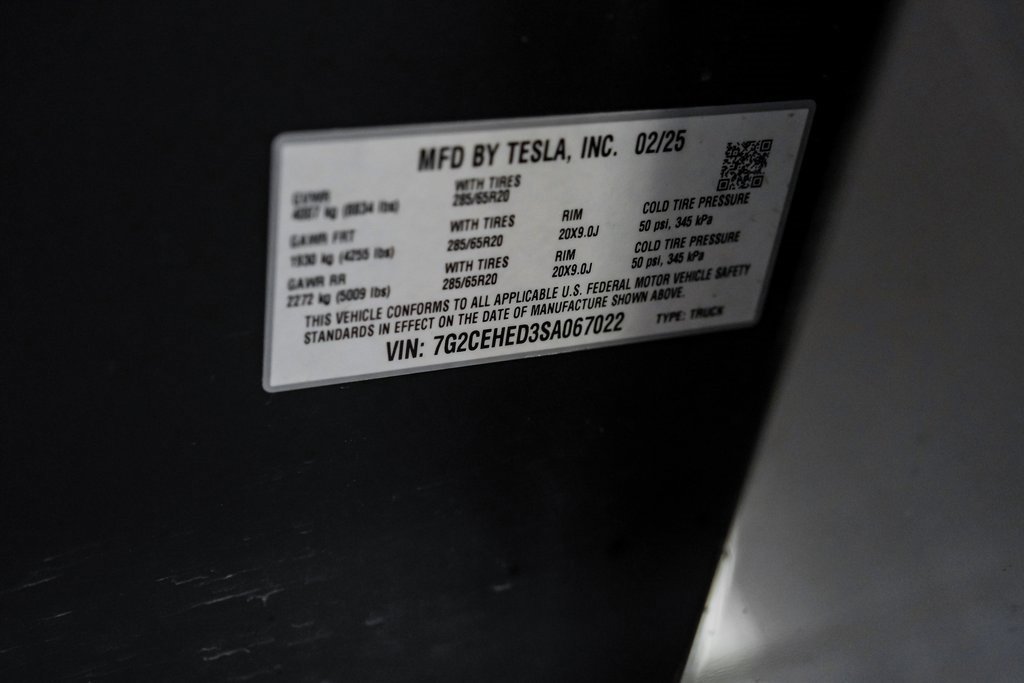 MFD BY TESLA, INC. 02/25
GVWR WITH TIRES
4007 kg (8834 lbs) 285/65R20
GAWR FRT WITH TIRES RIM COLD TIRE PRESSURE
1930 kg (4255 lbs) 285/65R20 20X9.0J 50 psi, 345 kPa
GAWR RR WITH TIRES RIM COLD TIRE PRESSURE
2272 kg (5009 lbs) 285/65R20 20X9.0J 50 psi, 345 kPa
THIS VEHICLE CONFORMS TO ALL APPLICABLE U.S. FEDERAL MOTOR VEHICLE SAFETY
STANDARDS IN EFFECT ON THE DATE OF MANUFACTURE SHOWN ABOVE.
VIN: 7G2CEHED3SA067022 TYPE: TRUCK